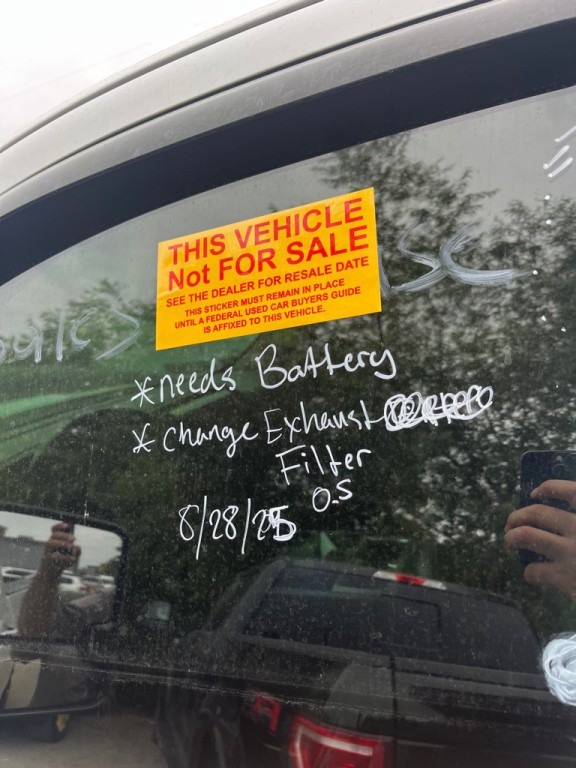 THIS VEHICLE
Not FOR SALE
SEE THE DEALER FOR RESALE DATE
THIS STICKER MUST REMAIN IN PLACE
UNTIL A FEDERAL USED CAR BUYERS GUIDE
IS AFFIXED TO THIS VEHICLE.
*needs Battery
*change Exhaust
Filter
0.5
8/28/25